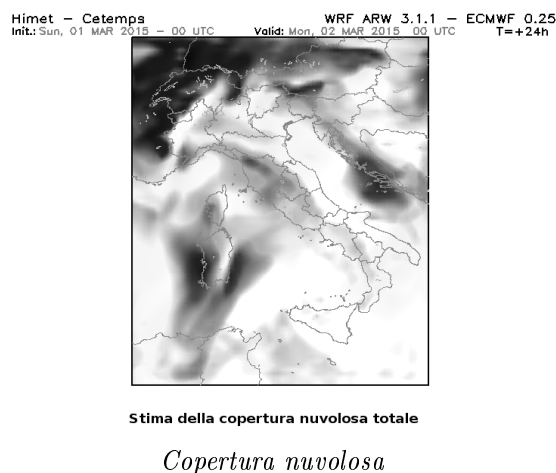 Himet – Cetemps WRF ARW 3.1.1 – ECMWF 0.25
Init.: Sun, 01 MAR 2015 – 00 UTC Valid: Mon, 02 MAR 2015 00 UTC T=+24h
Stima della copertura nuvolosa totale
Copertura nuvolosa